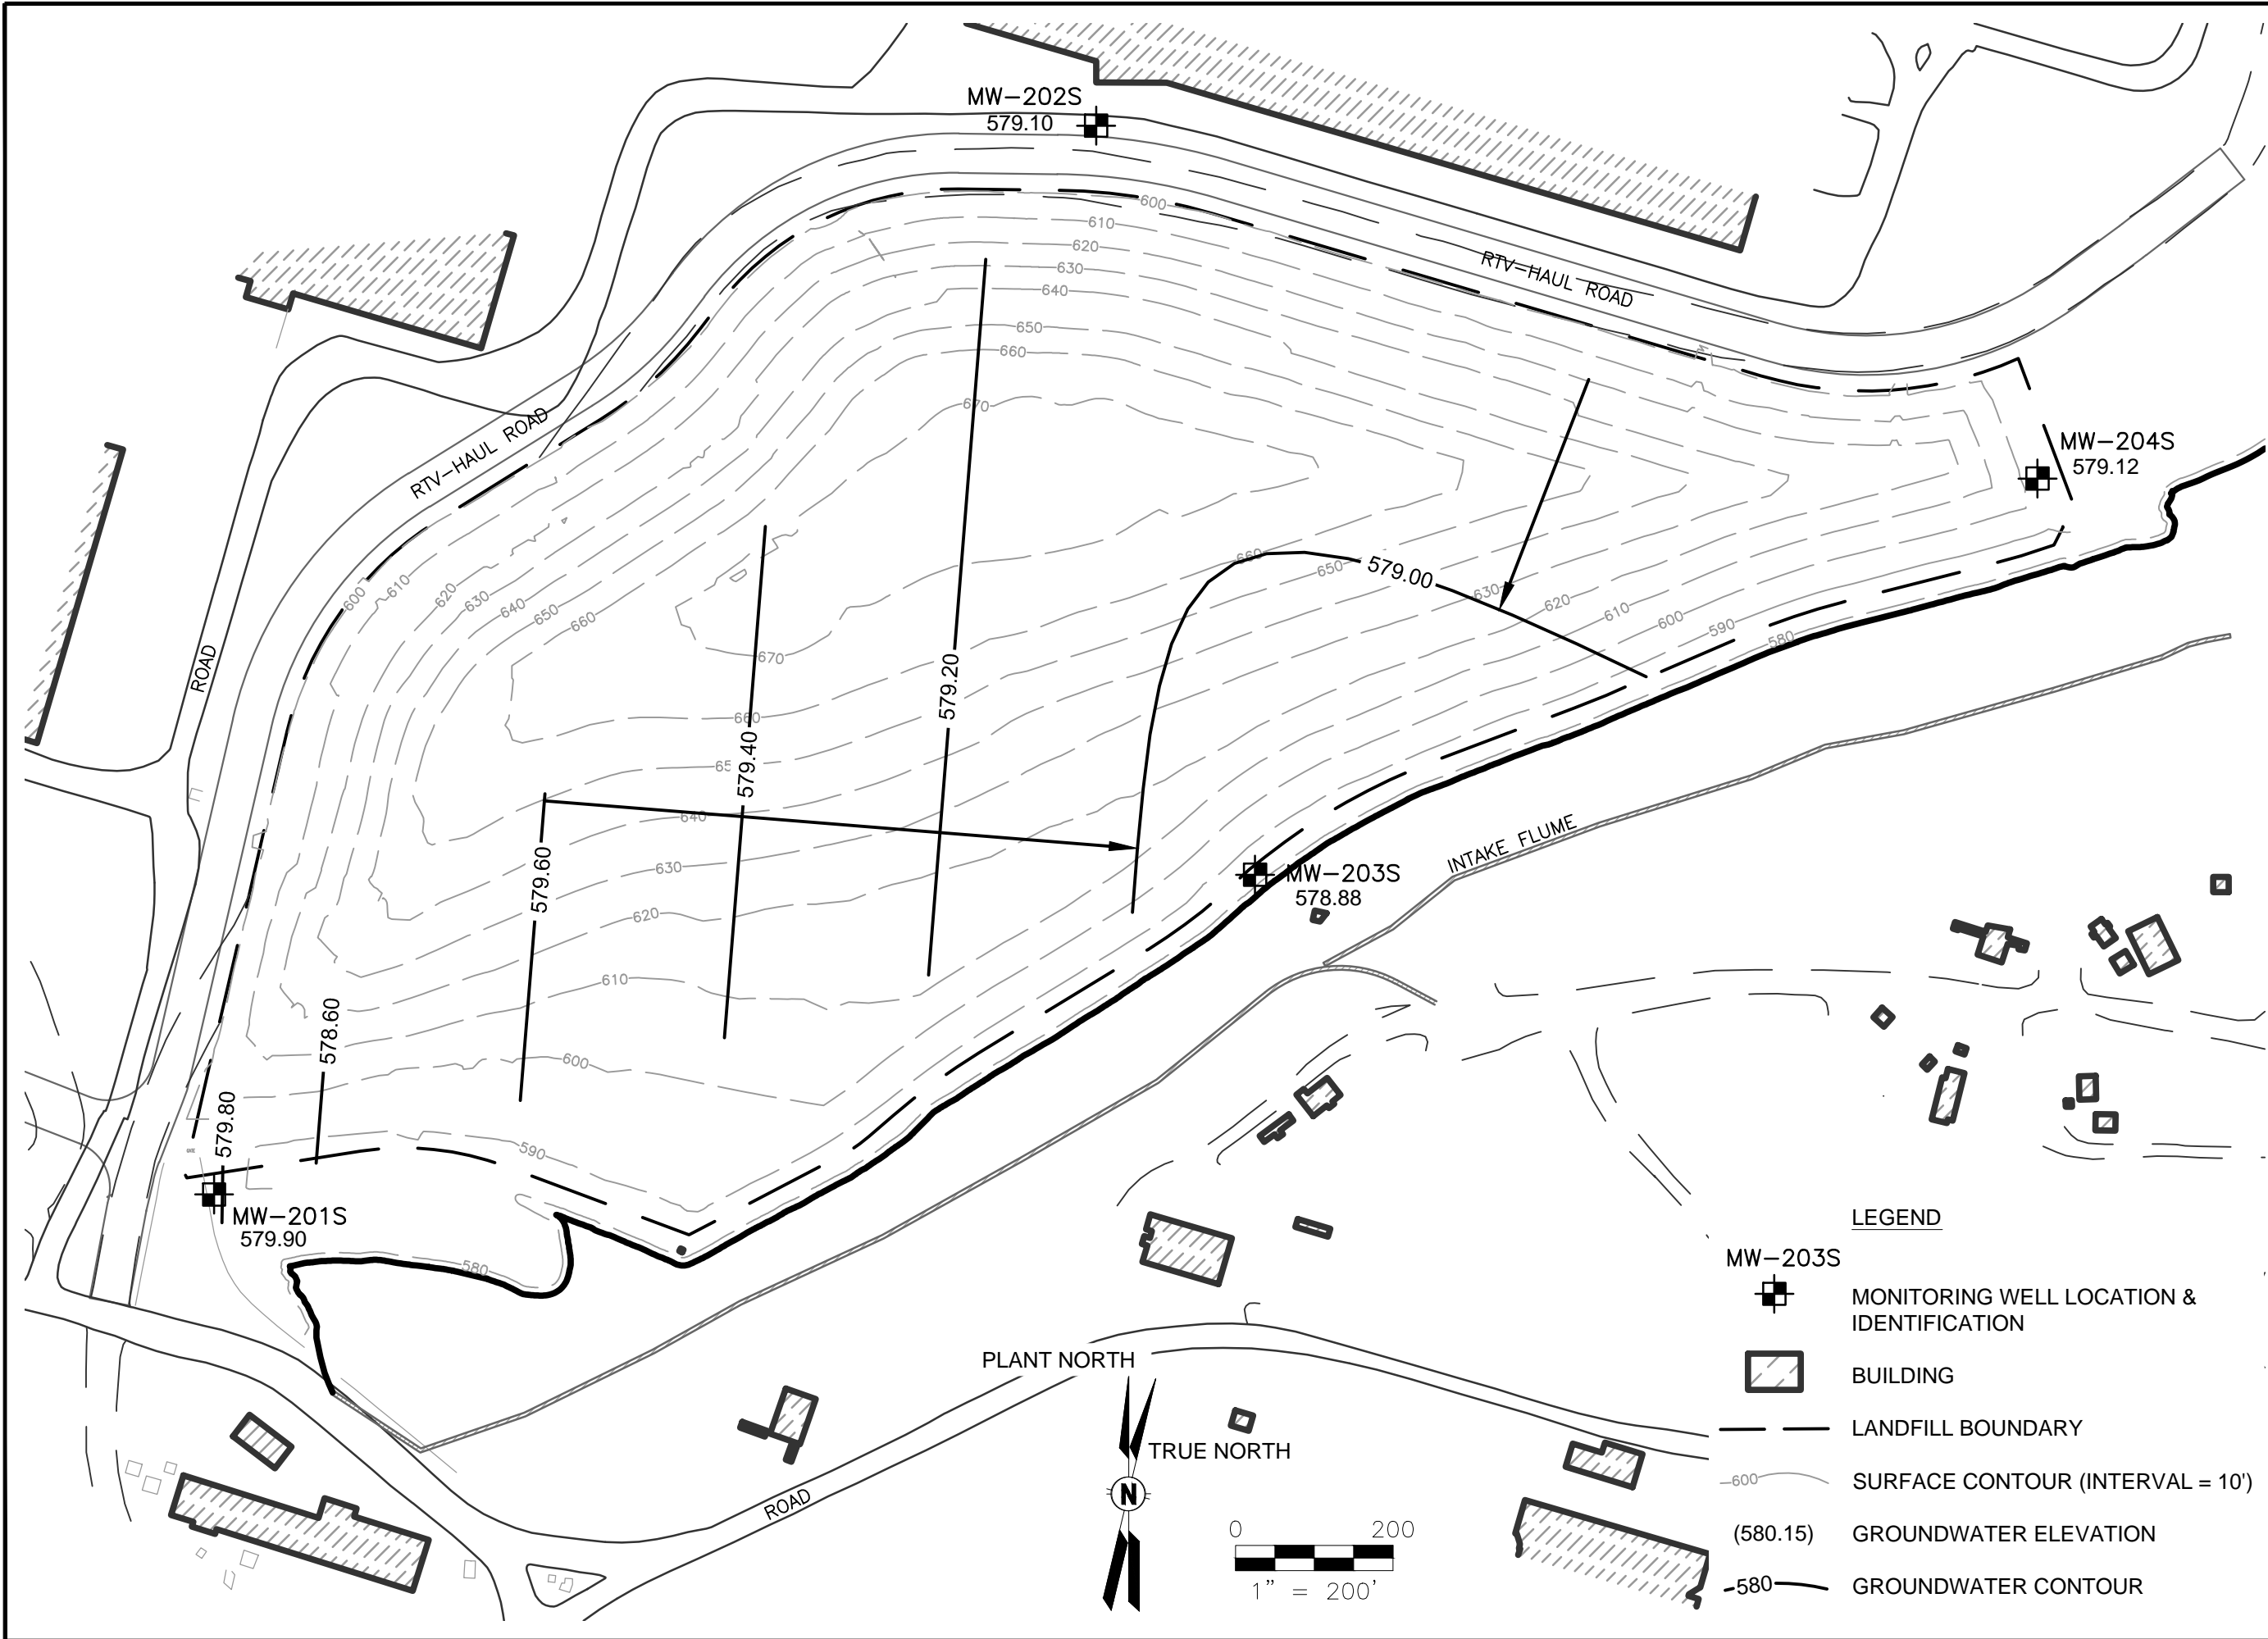 MW-202S
579.10
600
610
620
630
640
650
660
670
RTV-HAUL ROAD
MW-204S
579.12
RTV-HAUL ROAD
660
650
579.00
630
620
610
600
590
580
600
610
620
630
640
650
660
670
ROAD
579.20
660
579.40
65
640
579.60
630
620
610
600
590
580
INTAKE FLUME
MW-203S
578.88
578.60
579.80
MW-201S
579.90
PLANT NORTH
TRUE NORTH
N
ROAD
0 200
1" = 200'
LEGEND
MW-203S
MONITORING WELL LOCATION &
IDENTIFICATION
BUILDING
LANDFILL BOUNDARY
600 SURFACE CONTOUR (INTERVAL = 10')
(580.15) GROUNDWATER ELEVATION
580 GROUNDWATER CONTOUR